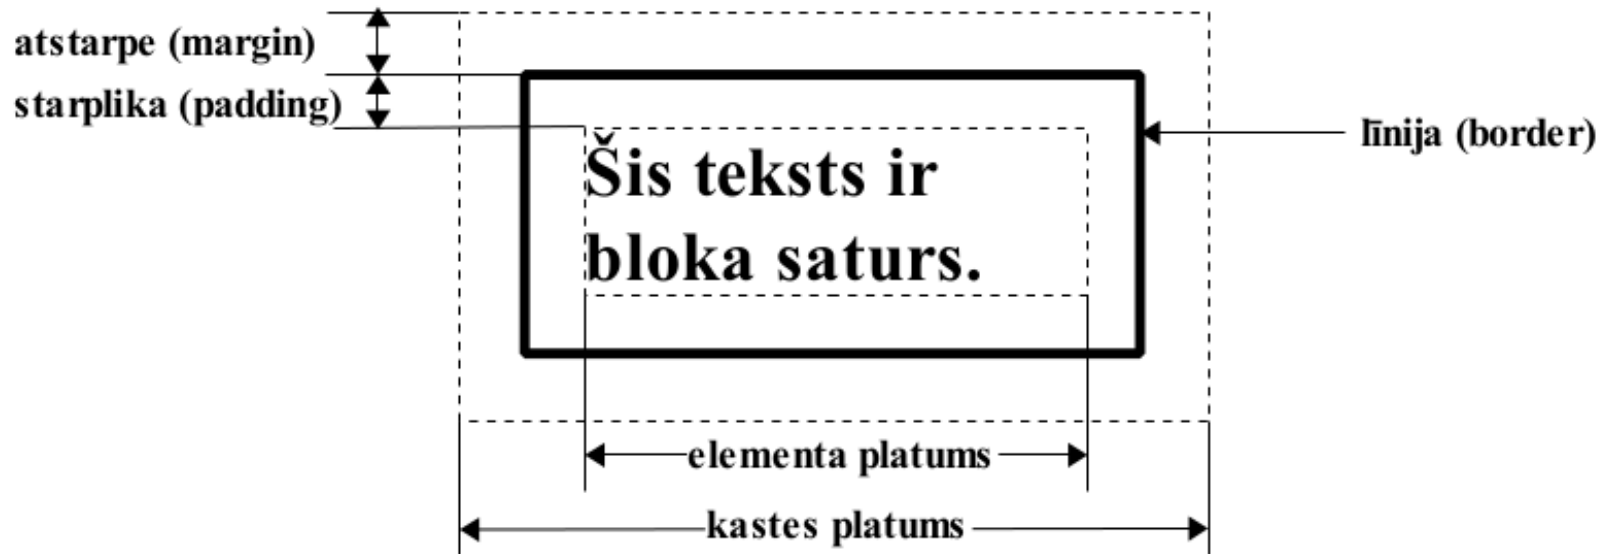 atstarpe (margin)
starplika (padding)
līnija (border)
Šis teksts ir
bloka saturs.
elementa platums
kastes platums